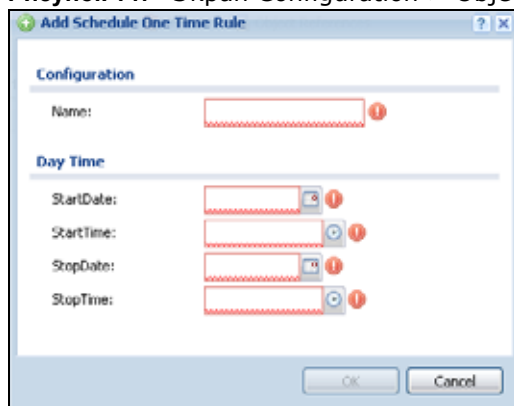 Add Schedule One Time Rule
Configuration
Name:
Day Time
StartDate:
StartTime:
StopDate:
StopTime:
OK Cancel